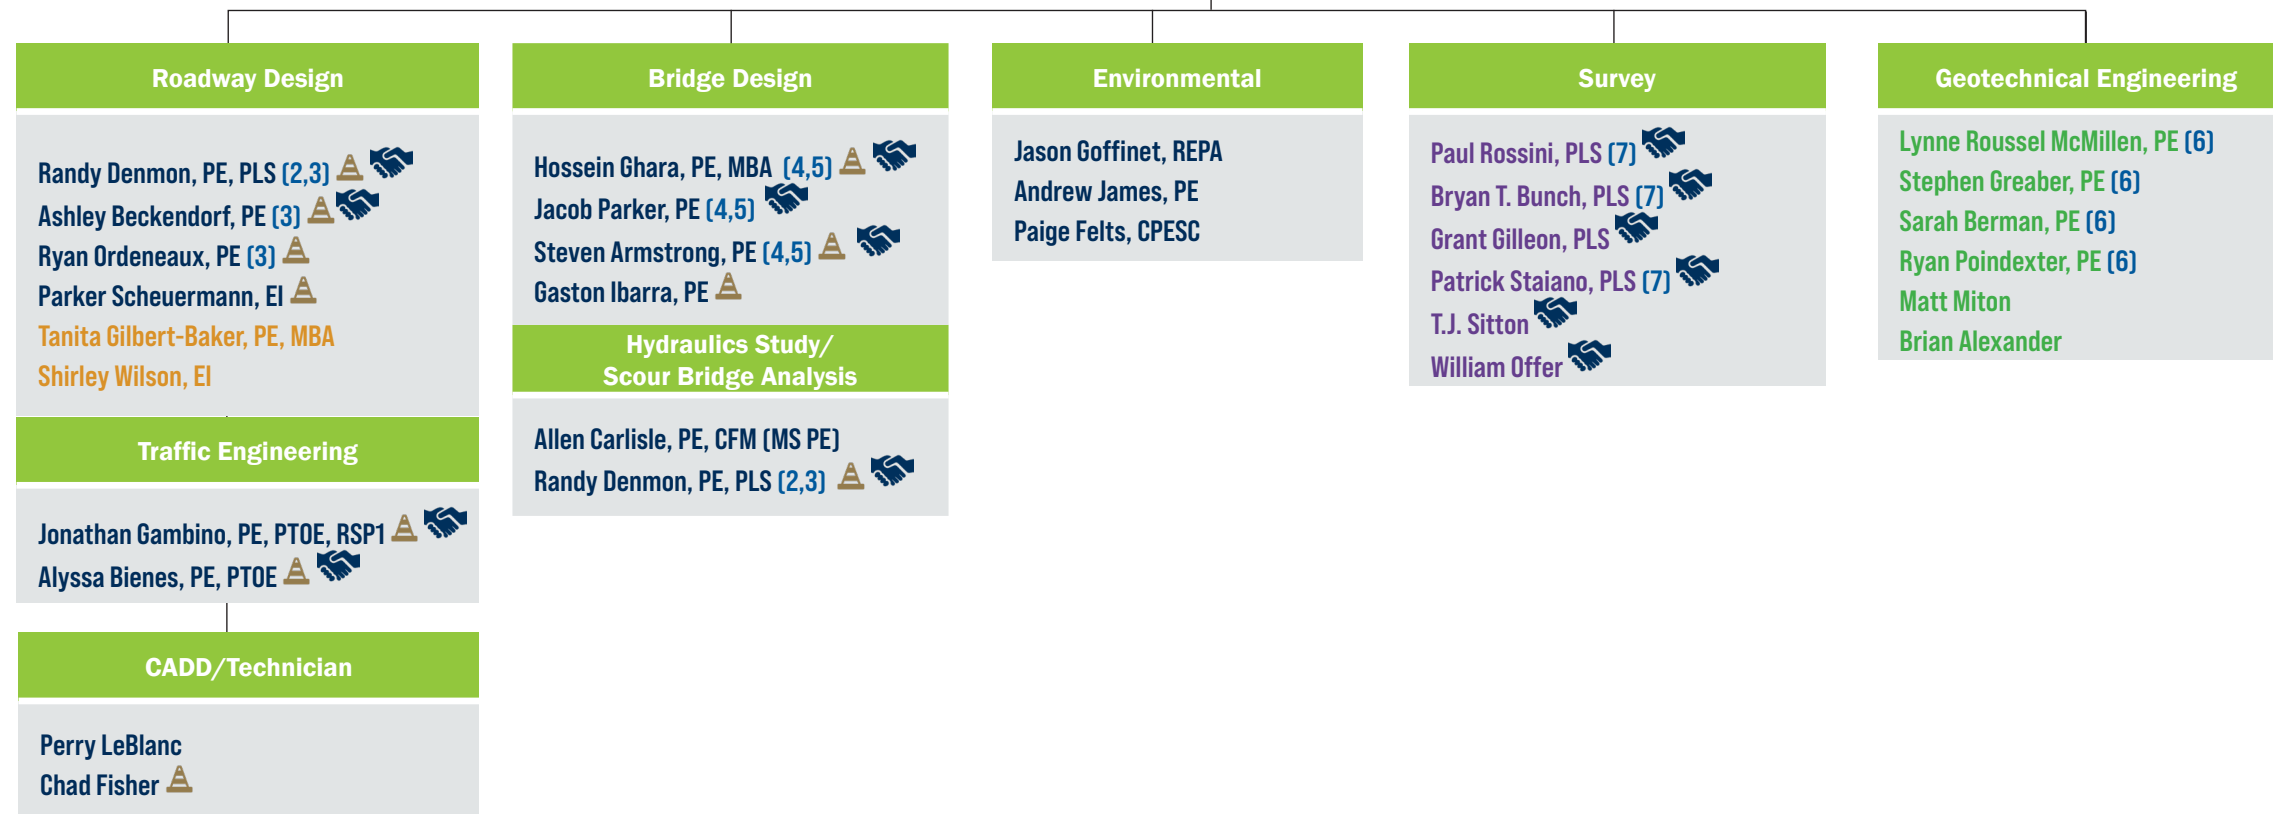 Roadway Design
Randy Denmon, PE, PLS (2,3)
Ashley Beckendorf, PE (3)
Ryan Ordeneaux, PE (3)
Parker Scheuermann, EI
Tanita Gilbert-Baker, PE, MBA
Shirley Wilson, EI
Traffic Engineering
Jonathan Gambino, PE, PTOE, RSP1
Alyssa Bienes, PE, PTOE
CADD/Technician
Perry LeBlanc
Chad Fisher
Bridge Design
Hossein Ghara, PE, MBA (4,5)
Jacob Parker, PE (4,5)
Steven Armstrong, PE (4,5)
Gaston Ibarra, PE
Hydraulics Study/
Scour Bridge Analysis
Allen Carlisle, PE, CFM (MS PE)
Randy Denmon, PE, PLS (2,3)
Environmental
Jason Goffinet, REPA
Andrew James, PE
Paige Felts, CPESC
Survey
Paul Rossini, PLS (7)
Bryan T. Bunch, PLS (7)
Grant Gilleon, PLS
Patrick Staiano, PLS (7)
T.J. Sitton
William Offer
Geotechnical Engineering
Lynne Roussel McMillen, PE (6)
Stephen Greaber, PE (6)
Sarah Berman, PE (6)
Ryan Poindexter, PE (6)
Matt Miton
Brian Alexander